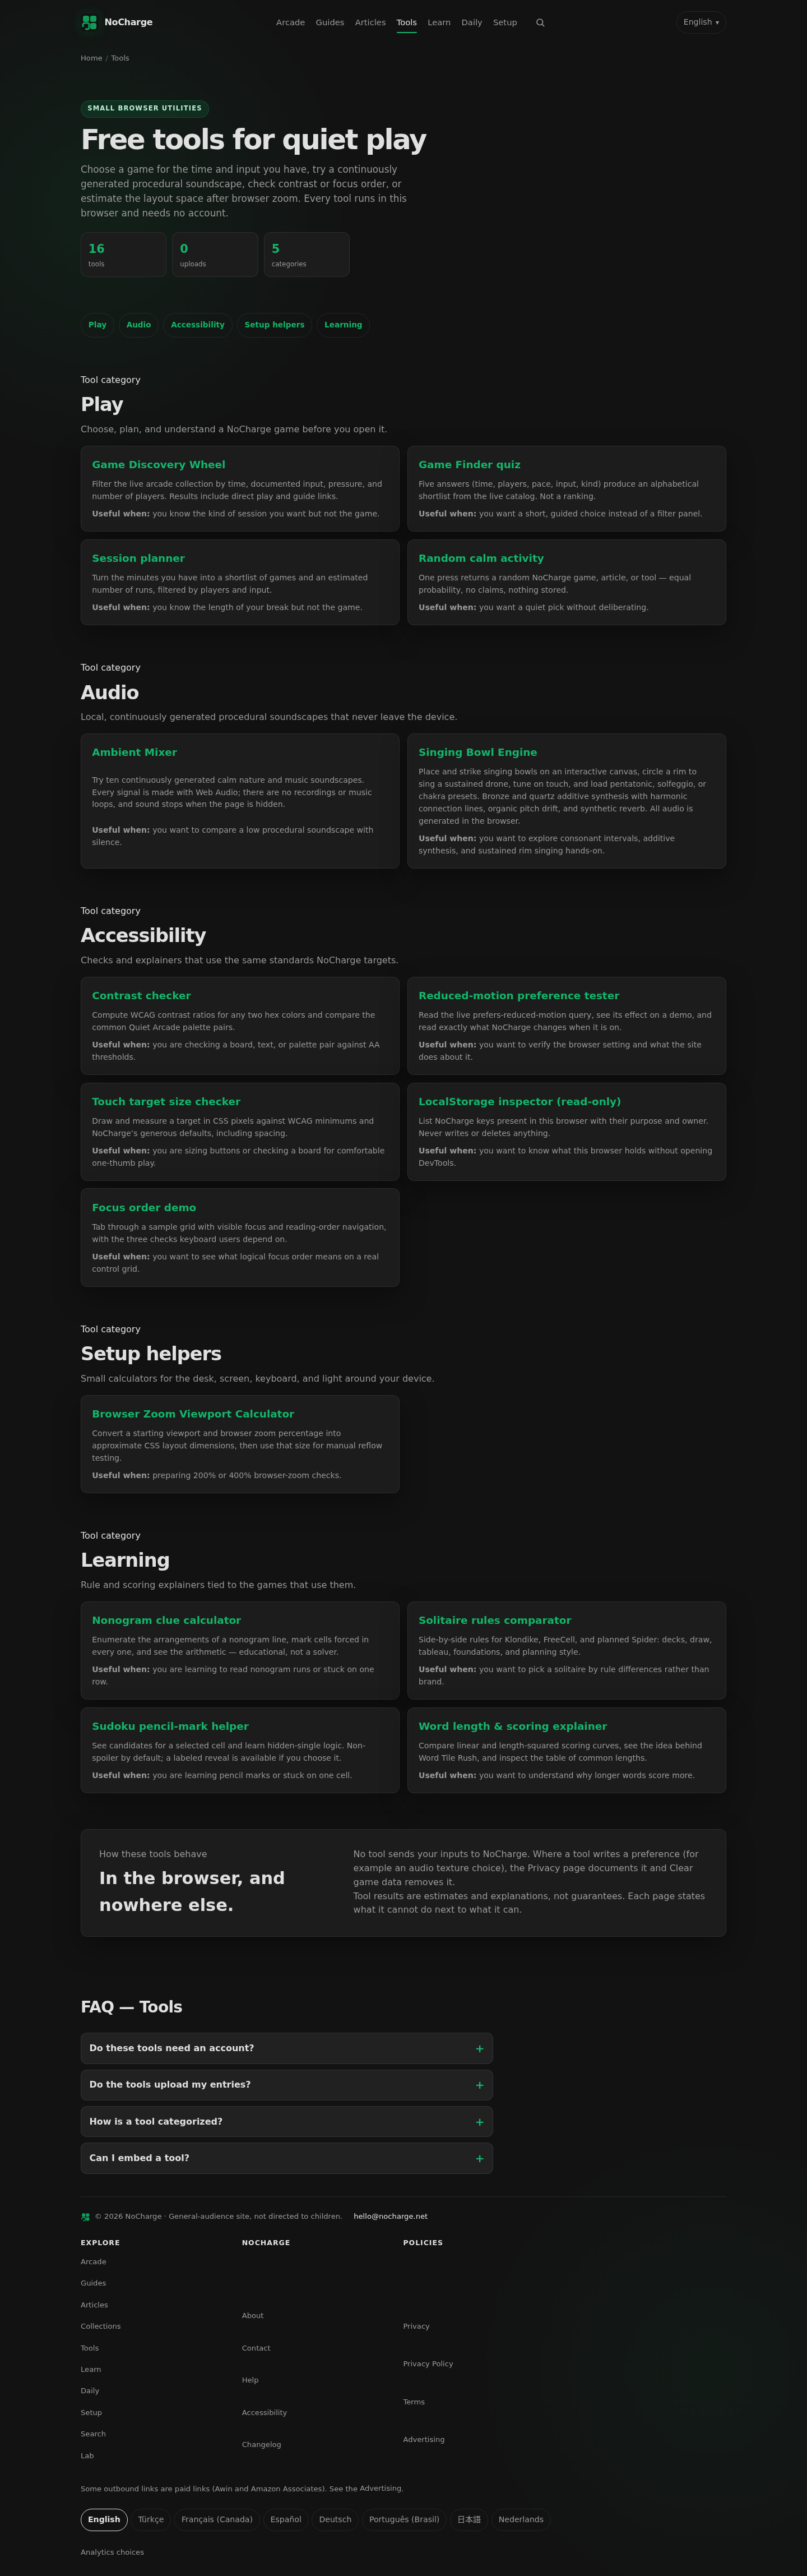 NoCharge
Arcade Guides Articles Tools Learn Daily Setup
English ▾
Home / Tools
SMALL BROWSER UTILITIES
Free tools for quiet play
Choose a game for the time and input you have, try a continuously
generated procedural soundscape, check contrast or focus order, or
estimate the layout space after browser zoom. Every tool runs in this
browser and needs no account.
16
tools
0
uploads
5
categories
Play Audio Accessibility Setup helpers Learning
Tool category
Play
Choose, plan, and understand a NoCharge game before you open it.
Game Discovery Wheel
Filter the live arcade collection by time, documented input, pressure, and
number of players. Results include direct play and guide links.
Useful when: you know the kind of session you want but not the game.
Game Finder quiz
Five answers (time, players, pace, input, kind) produce an alphabetical
shortlist from the live catalog. Not a ranking.
Useful when: you want a short, guided choice instead of a filter panel.
Session planner
Turn the minutes you have into a shortlist of games and an estimated
number of runs, filtered by players and input.
Useful when: you know the length of your break but not the game.
Random calm activity
One press returns a random NoCharge game, article, or tool — equal
probability, no claims, nothing stored.
Useful when: you want a quiet pick without deliberating.
Tool category
Audio
Local, continuously generated procedural soundscapes that never leave the device.
Ambient Mixer
Try ten continuously generated calm nature and music soundscapes.
Every signal is made with Web Audio; there are no recordings or music
loops, and sound stops when the page is hidden.
Useful when: you want to compare a low procedural soundscape with
silence.
Singing Bowl Engine
Place and strike singing bowls on an interactive canvas, circle a rim to
sing a sustained drone, tune on touch, and load pentatonic, solfeggio, or
chakra presets. Bronze and quartz additive synthesis with harmonic
connection lines, organic pitch drift, and synthetic reverb. All audio is
generated in the browser.
Useful when: you want to explore consonant intervals, additive
synthesis, and sustained rim singing hands-on.
Tool category
Accessibility
Checks and explainers that use the same standards NoCharge targets.
Contrast checker
Compute WCAG contrast ratios for any two hex colors and compare the
common Quiet Arcade palette pairs.
Useful when: you are checking a board, text, or palette pair against AA
thresholds.
Reduced-motion preference tester
Read the live prefers-reduced-motion query, see its effect on a demo, and
read exactly what NoCharge changes when it is on.
Useful when: you want to verify the browser setting and what the site
does about it.
Touch target size checker
Draw and measure a target in CSS pixels against WCAG minimums and
NoCharge's generous defaults, including spacing.
Useful when: you are sizing buttons or checking a board for comfortable
one-thumb play.
LocalStorage inspector (read-only)
List NoCharge keys present in this browser with their purpose and owner.
Never writes or deletes anything.
Useful when: you want to know what this browser holds without opening
DevTools.
Focus order demo
Tab through a sample grid with visible focus and reading-order navigation,
with the three checks keyboard users depend on.
Useful when: you want to see what logical focus order means on a real
control grid.
Tool category
Setup helpers
Small calculators for the desk, screen, keyboard, and light around your device.
Browser Zoom Viewport Calculator
Convert a starting viewport and browser zoom percentage into
approximate CSS layout dimensions, then use that size for manual reflow
testing.
Useful when: preparing 200% or 400% browser-zoom checks.
Tool category
Learning
Rule and scoring explainers tied to the games that use them.
Nonogram clue calculator
Enumerate the arrangements of a nonogram line, mark cells forced in
every one, and see the arithmetic — educational, not a solver.
Useful when: you are learning to read nonogram runs or stuck on one
row.
Solitaire rules comparator
Side-by-side rules for Klondike, FreeCell, and planned Spider: decks, draw,
tableau, foundations, and planning style.
Useful when: you want to pick a solitaire by rule differences rather than
brand.
Sudoku pencil-mark helper
See candidates for a selected cell and learn hidden-single logic. Non-
spoiler by default; a labeled reveal is available if you choose it.
Useful when: you are learning pencil marks or stuck on one cell.
Word length & scoring explainer
Compare linear and length-squared scoring curves, see the idea behind
Word Tile Rush, and inspect the table of common lengths.
Useful when: you want to understand why longer words score more.
How these tools behave
In the browser, and
nowhere else.
No tool sends your inputs to NoCharge. Where a tool writes a preference (for
example an audio texture choice), the Privacy page documents it and Clear
game data removes it.
Tool results are estimates and explanations, not guarantees. Each page states
what it cannot do next to what it can.
FAQ — Tools
Do these tools need an account? +
Do the tools upload my entries? +
How is a tool categorized? +
Can I embed a tool? +
© 2026 NoCharge · General-audience site, not directed to children. hello@nocharge.net
EXPLORE
Arcade
Guides
Articles
Collections
Tools
Learn
Daily
Setup
Search
Lab
NOCHARGE
About
Contact
Help
Accessibility
Changelog
POLICIES
Privacy
Privacy Policy
Terms
Advertising
Some outbound links are paid links (Awin and Amazon Associates). See the Advertising.
English Türkçe Français (Canada) Español Deutsch Português (Brasil) 日本語 Nederlands
Analytics choices